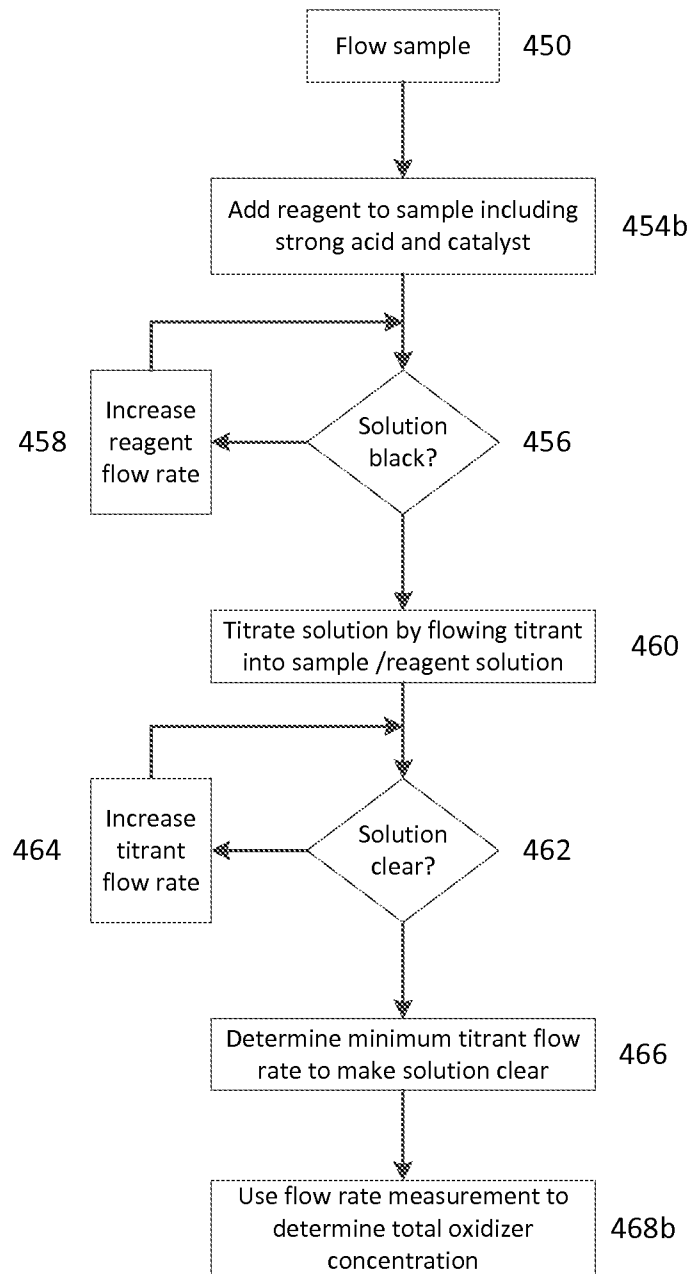 Flow sample
450
Add reagent to sample including
strong acid and catalyst
454b
Increase
reagent
flow rate
458
Solution
black?
456
Titrate solution by flowing titrant
into sample /reagent solution
460
Increase
titrant
flow rate
464
Solution
clear?
462
Determine minimum titrant flow
rate to make solution clear
466
Use flow rate measurement to
determine total oxidizer
concentration
468b